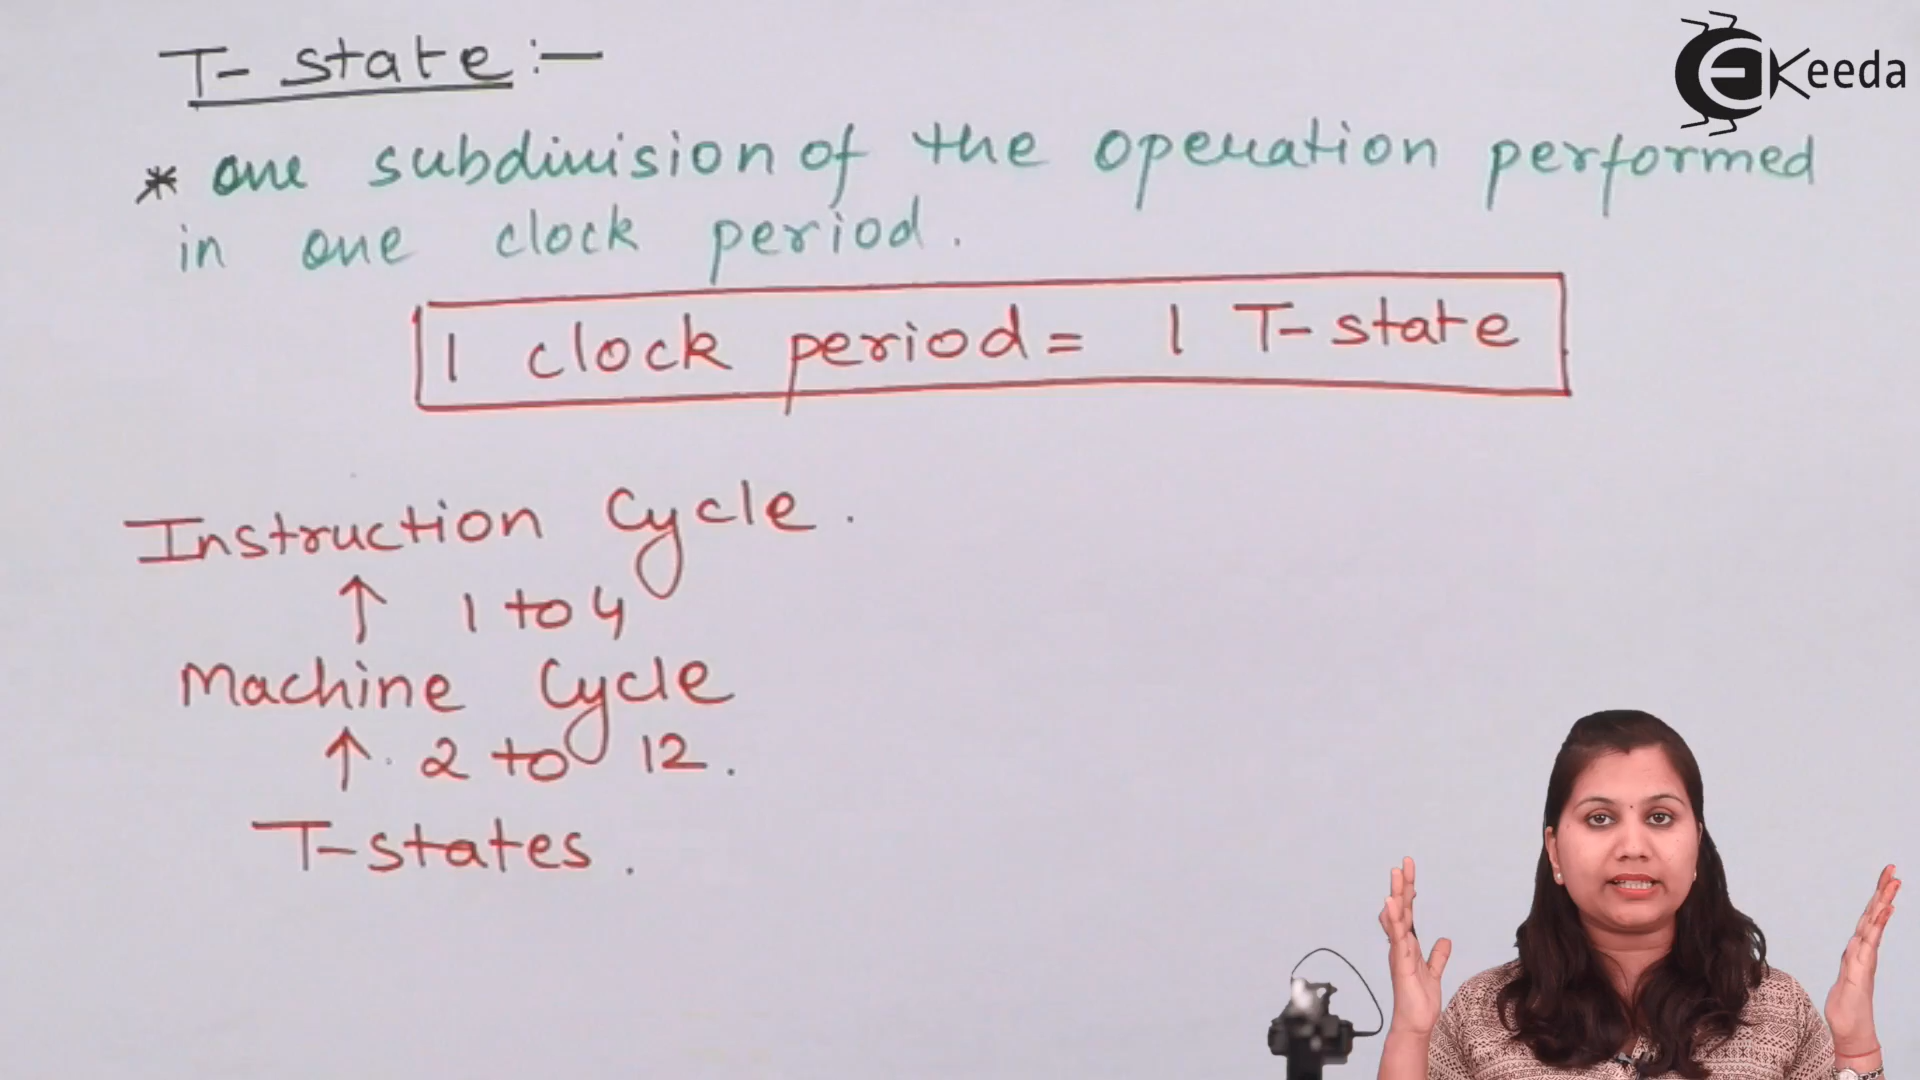 T- state :-
EKeeda
* one subdivision of the operation performed
in one clock period.
1 clock period = 1 T-state
Instruction Cycle.
↑ 1 to 4
Machine Cycle
↑. 2 to 12.
T-states.